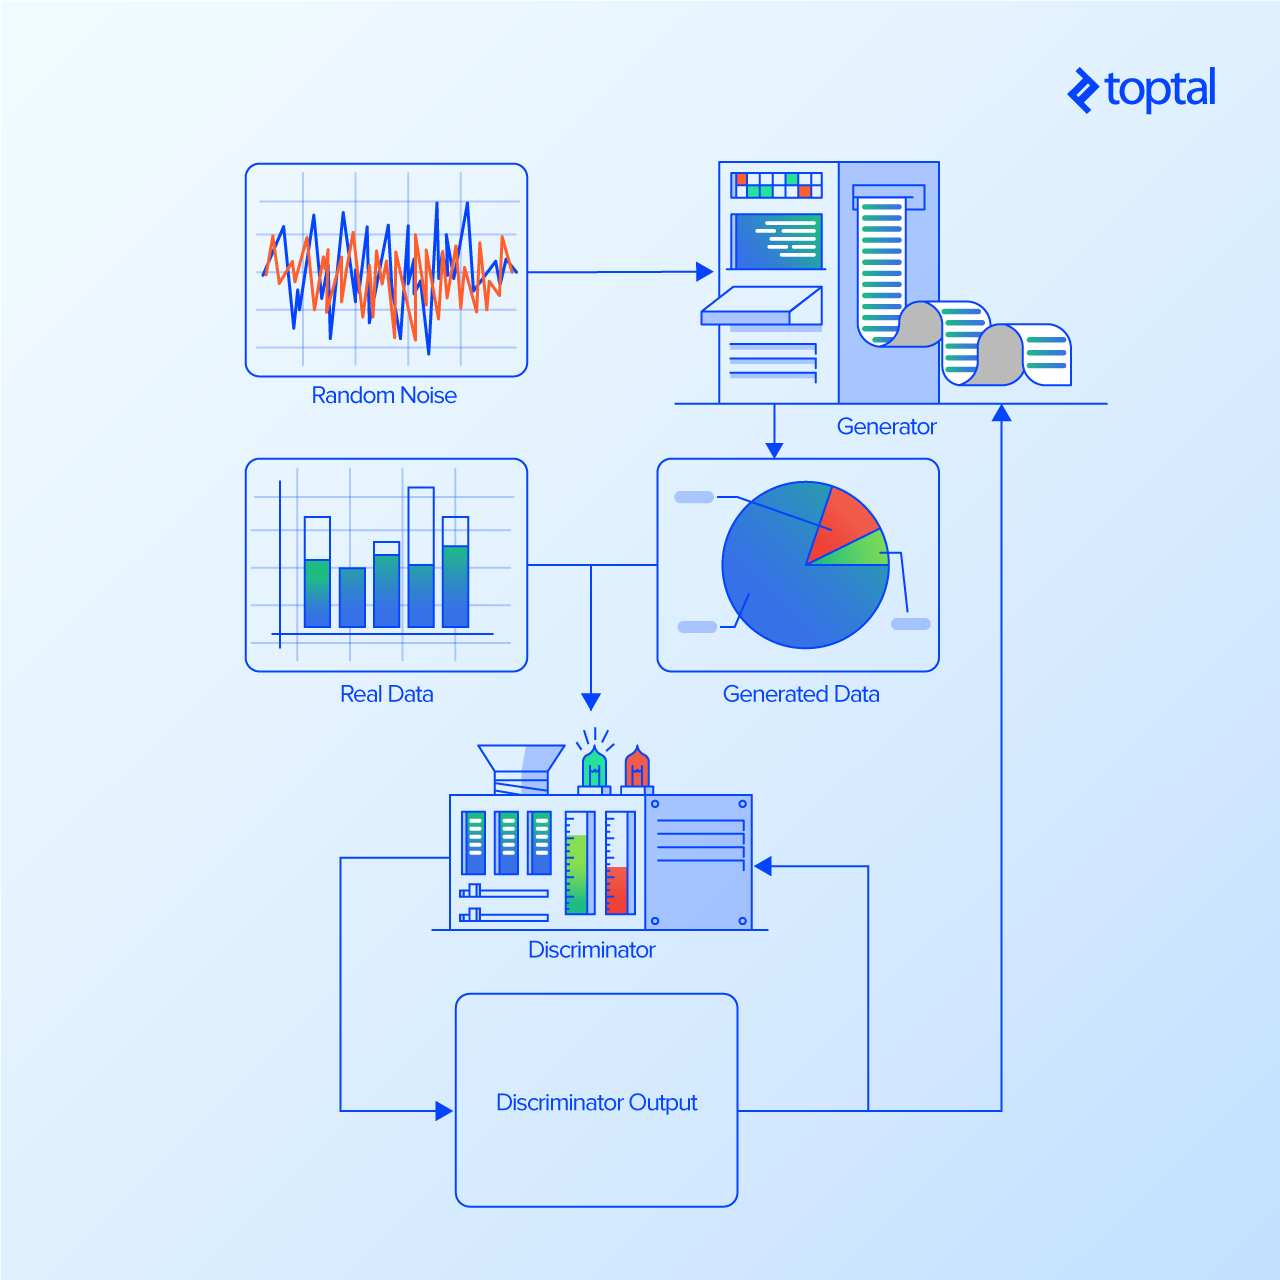 toptal
Random Noise
Generator
Real Data
Generated Data
Discriminator
Discriminator Output